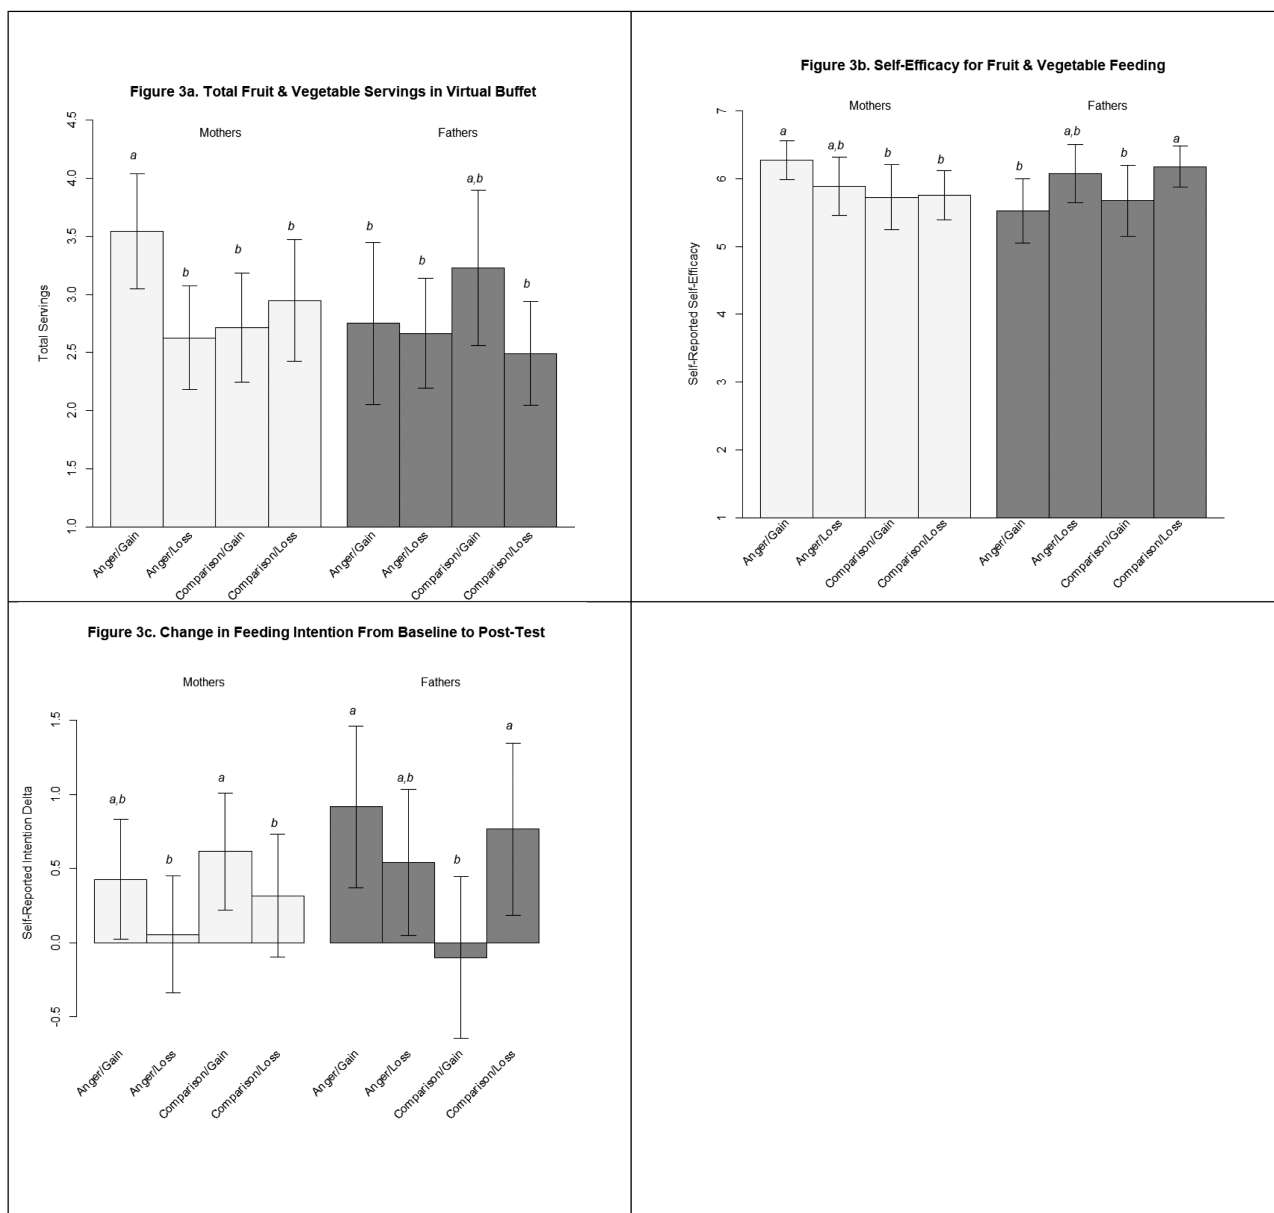 Figure 3a. Total Fruit & Vegetable Servings in Virtual Buffet
Mothers Fathers
Total Servings
4.5
4.0
3.5
3.0
2.5
2.0
1.5
1.0
a b b b b b a,b b
Anger/Gain Anger/Loss Comparison/Gain Comparison/Loss Anger/Gain Anger/Loss Comparison/Gain Comparison/Loss
Figure 3b. Self-Efficacy for Fruit & Vegetable Feeding
Mothers Fathers
Self-Reported Self-Efficacy
7
6
5
4
3
2
1
a a,b b b b a,b b a
Anger/Gain Anger/Loss Comparison/Gain Comparison/Loss Anger/Gain Anger/Loss Comparison/Gain Comparison/Loss
Figure 3c. Change in Feeding Intention From Baseline to Post-Test
Mothers Fathers
Self-Reported Intention Delta
1.5
1.0
0.5
0.0
-0.5
a,b b a b a a,b b a
Anger/Gain Anger/Loss Comparison/Gain Comparison/Loss Anger/Gain Anger/Loss Comparison/Gain Comparison/Loss